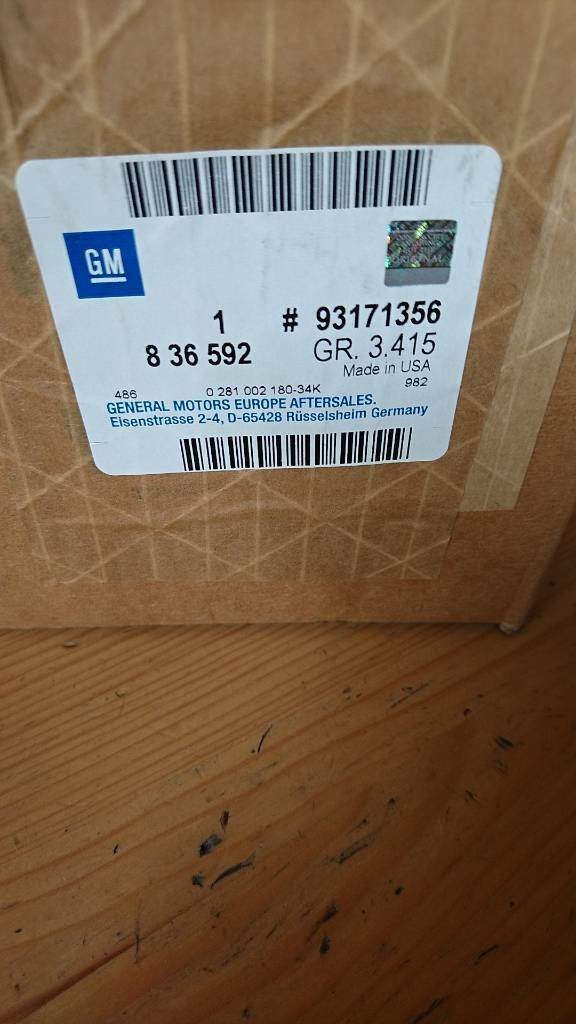 GM
ORIGINAL
1 # 93171356
8 36 592 GR. 3.415
Made in USA
486 0 281 002 180-34K 982
GENERAL MOTORS EUROPE AFTERSALES.
Eisenstrasse 2-4, D-65428 Rüsselsheim Germany